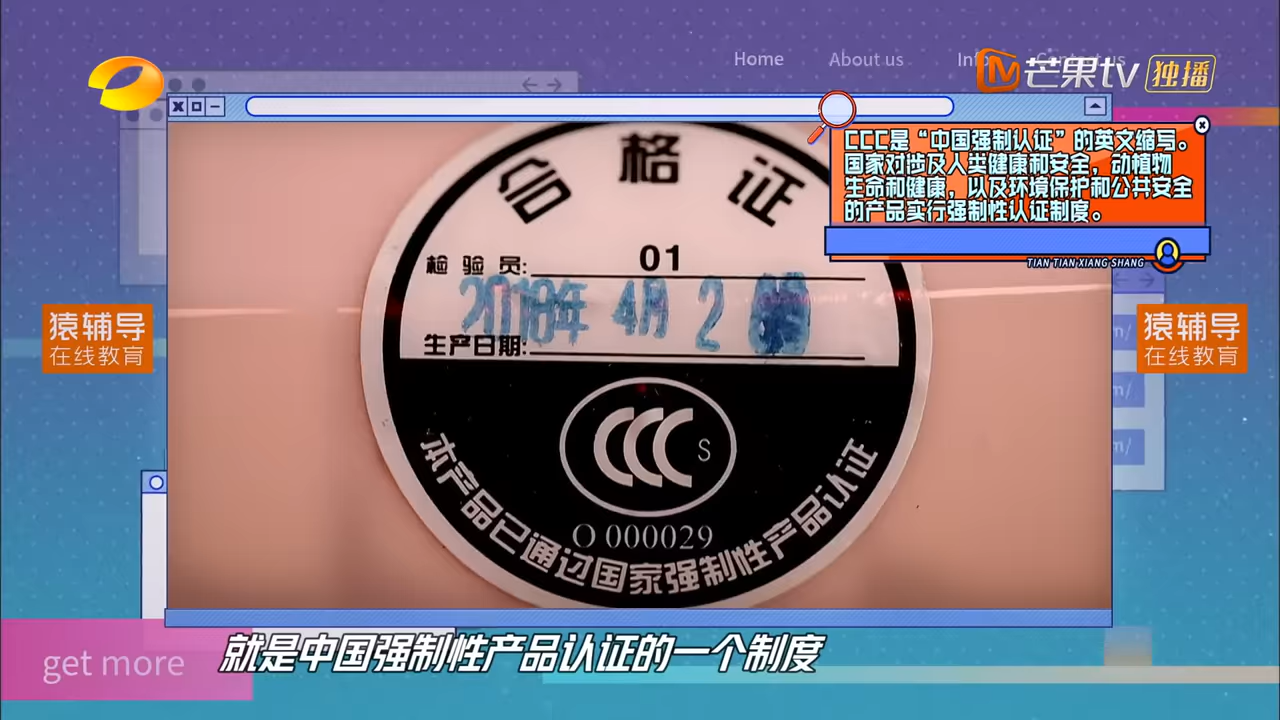 Home
About us
芒果tv
独播
CCC是“中国强制认证”的英文缩写。
国家对涉及人类健康和安全，动植物
生命和健康，以及环境保护和公共安全
的产品实行强制性认证制度。
TIAN TIAN XIANG SHANG
合格证
检验员: 01
2018年 4月 2
生产日期:
CCC S
O 000029
本产品已通过国家强制性产品认证
猿辅导
在线教育
猿辅导
在线教育
get more
就是中国强制性产品认证的一个制度